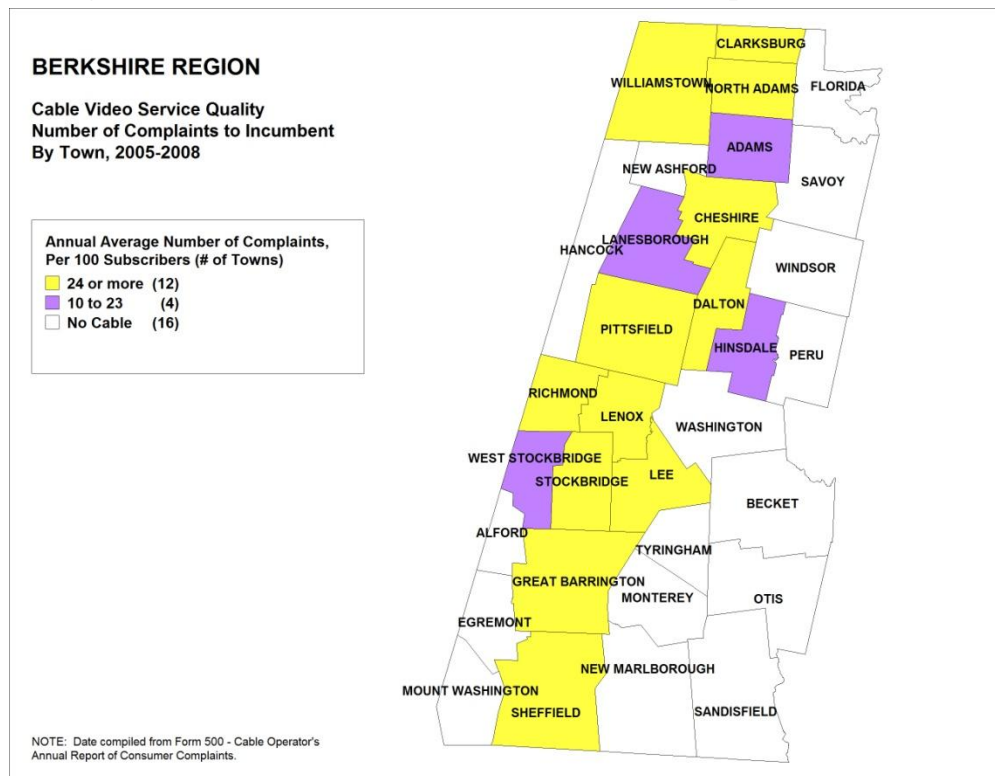 BERKSHIRE REGION
Cable Video Service Quality
Number of Complaints to Incumbent
By Town, 2005-2008
Annual Average Number of Complaints,
Per 100 Subscribers (# of Towns)
24 or more (12)
10 to 23 (4)
No Cable (16)
CLARKSBURG
WILLIAMSTOWN
NORTH ADAMS
FLORIDA
ADAMS
NEW ASHFORD
SAVOY
CHESHIRE
LANESBOROUGH
HANCOCK
WINDSOR
DALTON
PITTSFIELD
HINSDALE
PERU
RICHMOND
LENOX
WASHINGTON
WEST STOCKBRIDGE
LEE
STOCKBRIDGE
BECKET
ALFORD
TYRINGHAM
GREAT BARRINGTON
MONTEREY
OTIS
EGREMONT
NEW MARLBOROUGH
MOUNT WASHINGTON
SHEFFIELD
SANDISFIELD
NOTE: Date compiled from Form 500 - Cable Operator's
Annual Report of Consumer Complaints.